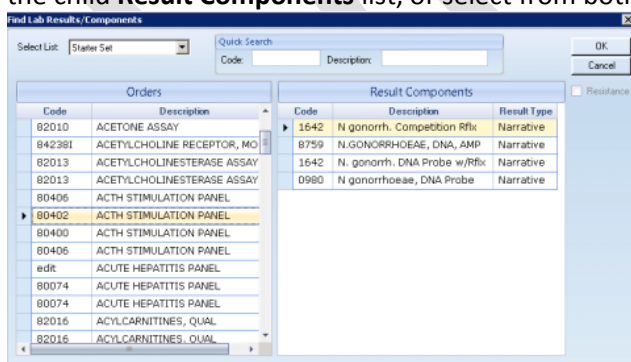 the child Result Components list, or select from both
Find Lab Results/Components
Select List: Starter Set
Quick Search
Code: Description:
OK
Cancel
Resistance
Orders
Code Description
82010 ACETONE ASSAY
84238I ACETYLCHOLINE RECEPTOR, MO
82013 ACETYLCHOLINESTERASE ASSAY
82013 ACETYLCHOLINESTERASE ASSAY
80406 ACTH STIMULATION PANEL
80402 ACTH STIMULATION PANEL
80400 ACTH STIMULATION PANEL
80406 ACTH STIMULATION PANEL
edit ACUTE HEPATITIS PANEL
80074 ACUTE HEPATITIS PANEL
80074 ACUTE HEPATITIS PANEL
82016 ACYLCARNITINES, QUAL
82016 ACYLCARNITINES, QUAL
Result Components
Code Description Result Type
1642 N gonorrh. Competition Rflx Narrative
8759 N.GONORRHOEAE, DNA, AMP Narrative
1642 N. gonorrh. DNA Probe w/Rflx Narrative
0980 N gonorrhoeae, DNA Probe Narrative